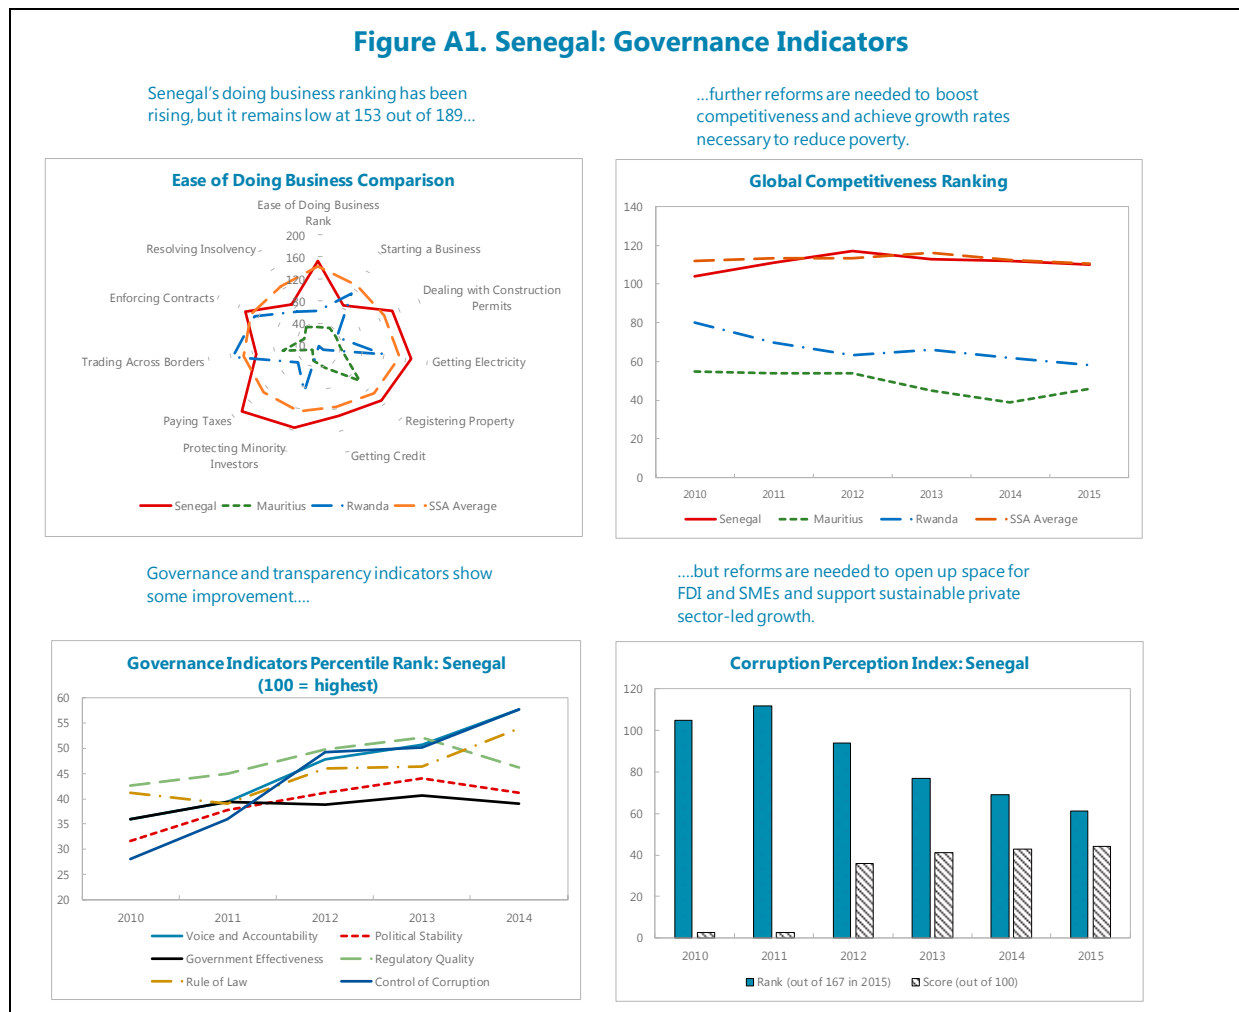 Figure A1. Senegal: Governance Indicators
Senegal's doing business ranking has been
rising, but it remains low at 153 out of 189...
...further reforms are needed to boost
competitiveness and achieve growth rates
necessary to reduce poverty.
Ease of Doing Business Comparison
Ease of Doing Business
Rank
200
160
120
80
40
0
Starting a Business
Dealing with Construction
Permits
Getting Electricity
Registering Property
Getting Credit
Protecting Minority
Investors
Paying Taxes
Trading Across Borders
Enforcing Contracts
Resolving Insolvency
Senegal Mauritius Rwanda SSA Average
Global Competitiveness Ranking
140
120
100
80
60
40
20
0
2010 2011 2012 2013 2014 2015
Senegal Mauritius Rwanda SSA Average
Governance and transparency indicators show
some improvement....
....but reforms are needed to open up space for
FDI and SMEs and support sustainable private
sector-led growth.
Governance Indicators Percentile Rank: Senegal
(100 = highest)
60
55
50
45
40
35
30
25
20
2010 2011 2012 2013 2014
Voice and Accountability Political Stability
Government Effectiveness Regulatory Quality
Rule of Law Control of Corruption
Corruption Perception Index: Senegal
120
100
80
60
40
20
0
2010 2011 2012 2013 2014 2015
Rank (out of 167 in 2015) Score (out of 100)